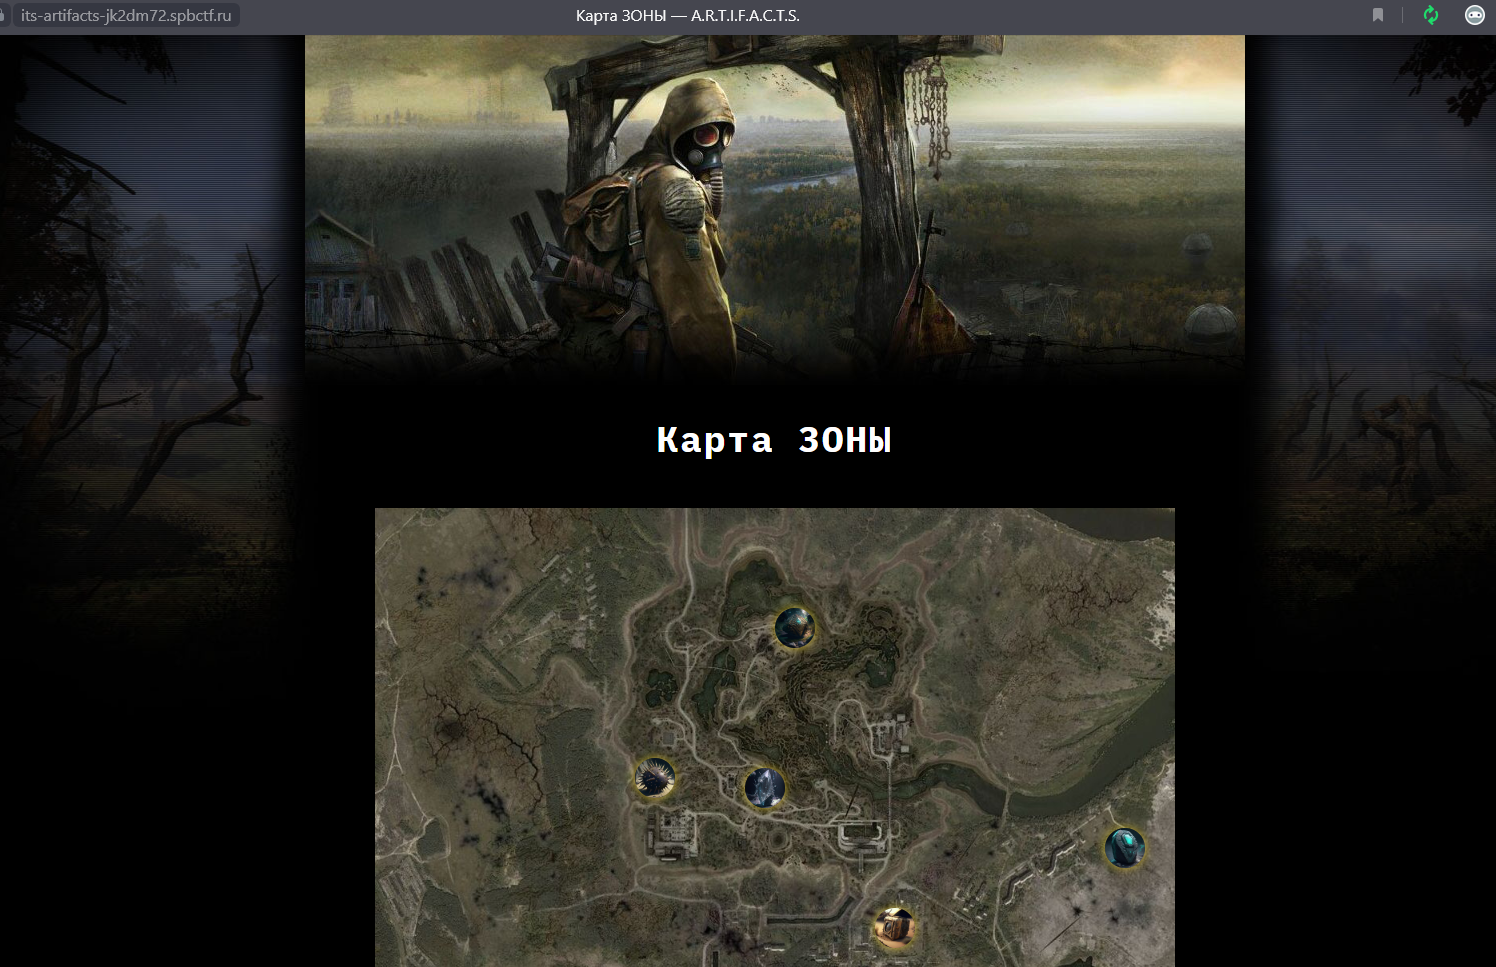 its-artifacts-jk2dm72.spbctf.ru
Карта ЗОНЫ — A.R.T.I.F.A.C.T.S.
Карта ЗОНЫ